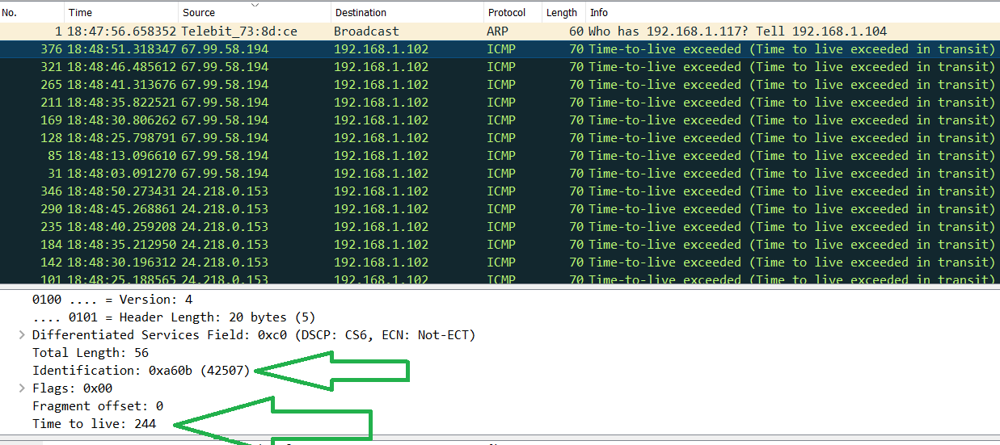 No. Time Source Destination Protocol Length Info
1 18:47:56.658352 Telebit_73:8d:ce Broadcast ARP 60 Who has 192.168.1.117? Tell 192.168.1.104
376 18:48:51.318347 67.99.58.194 192.168.1.102 ICMP 70 Time-to-live exceeded (Time to live exceeded in transit)
321 18:48:46.485612 67.99.58.194 192.168.1.102 ICMP 70 Time-to-live exceeded (Time to live exceeded in transit)
265 18:48:41.313676 67.99.58.194 192.168.1.102 ICMP 70 Time-to-live exceeded (Time to live exceeded in transit)
211 18:48:35.822521 67.99.58.194 192.168.1.102 ICMP 70 Time-to-live exceeded (Time to live exceeded in transit)
169 18:48:30.806262 67.99.58.194 192.168.1.102 ICMP 70 Time-to-live exceeded (Time to live exceeded in transit)
128 18:48:25.798791 67.99.58.194 192.168.1.102 ICMP 70 Time-to-live exceeded (Time to live exceeded in transit)
85 18:48:13.096610 67.99.58.194 192.168.1.102 ICMP 70 Time-to-live exceeded (Time to live exceeded in transit)
31 18:48:03.091270 67.99.58.194 192.168.1.102 ICMP 70 Time-to-live exceeded (Time to live exceeded in transit)
346 18:48:50.273431 24.218.0.153 192.168.1.102 ICMP 70 Time-to-live exceeded (Time to live exceeded in transit)
290 18:48:45.268861 24.218.0.153 192.168.1.102 ICMP 70 Time-to-live exceeded (Time to live exceeded in transit)
235 18:48:40.259208 24.218.0.153 192.168.1.102 ICMP 70 Time-to-live exceeded (Time to live exceeded in transit)
184 18:48:35.212950 24.218.0.153 192.168.1.102 ICMP 70 Time-to-live exceeded (Time to live exceeded in transit)
142 18:48:30.196312 24.218.0.153 192.168.1.102 ICMP 70 Time-to-live exceeded (Time to live exceeded in transit)
101 18:48:25.188565 24.218.0.153 192.168.1.102 ICMP 70 Time-to-live exceeded (Time to live exceeded in transit)
0100 .... = Version: 4
.... 0101 = Header Length: 20 bytes (5)
Differentiated Services Field: 0xc0 (DSCP: CS6, ECN: Not-ECT)
Total Length: 56
Identification: 0xa60b (42507)
Flags: 0x00
Fragment offset: 0
Time to live: 244